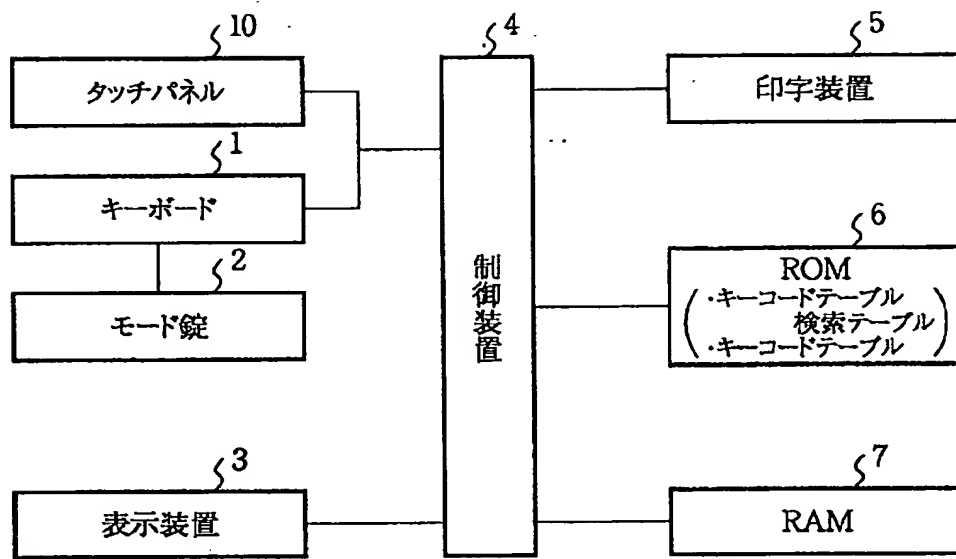 10
タッチパネル
1
キーボード
2
モード錠
3
表示装置
4
制御装置
5
印字装置
6
ROM
・キーコードテーブル
検索テーブル
・キーコードテーブル
7
RAM